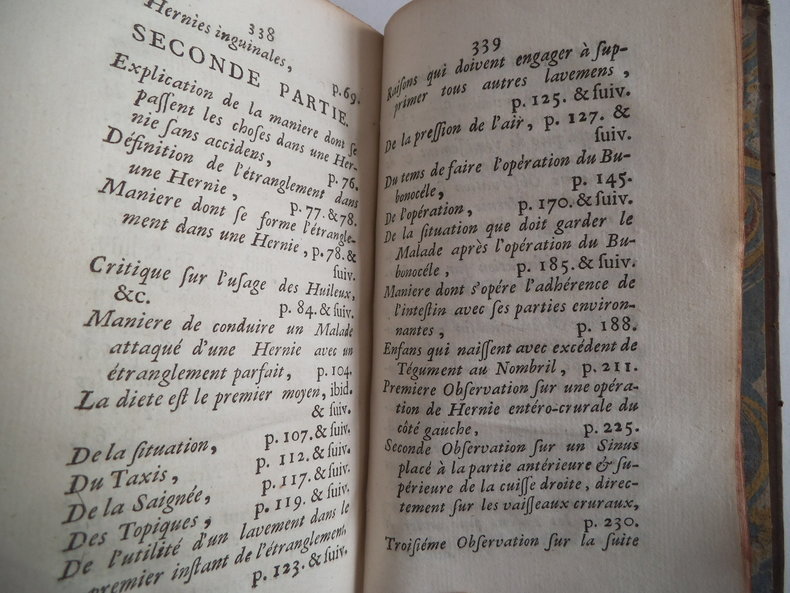 338
Hernies inguinales, p. 69.
SECONDE PARTIE.
Explication de la maniere dont se
paſſent les choses dans une Her-
nie ſans accidens, p. 76.
Définition de l'étranglement dans
une Hernie, p. 77. & 78.
Maniere dont ſe forme l'étrangle-
ment dans une Hernie, p. 78. &
ſuiv.
Critique ſur l'uſage des Huileux,
&c. p. 84. & ſuiv.
Maniere de conduire un Malade
attaqué d'une Hernie avec un
étranglement parfait, p. 104.
La diete eſt le premier moyen, ibid.
& ſuiv.
De la ſituation, p. 107. & ſuiv.
Du Taxis, p. 112. & ſuiv.
De la Saignée, p. 117. & ſuiv.
Des Topiques, p. 119. & ſuiv.
De l'utilité d'un lavement dans le
premier inſtant de l'étranglement,
p. 123. & ſuiv.
339
Raiſons qui doivent engager à ſup-
primer tous autres lavemens,
p. 125. & ſuiv.
De la preſſion de l'air, p. 127. &
ſuiv.
Du tems de faire l'opération du Bu-
bonocéle, p. 145.
De l'opération, p. 170. & ſuiv.
De la ſituation que doit garder le
Malade après l'opération du Bu-
bonocéle, p. 185. & ſuiv.
Maniere dont s'opére l'adhérence de
l'inteſtin avec ſes parties environ-
nantes, p. 188.
Enfans qui naiſſent avec excédent de
Tégument au Nombril, p. 211.
Premiere Obſervation ſur une opéra-
tion de Hernie entéro-crurale du
côté gauche, p. 225.
Seconde Obſervation ſur un Sinus
placé à la partie antérieure & ſu-
périeure de la cuiſſe droite, direc-
tement ſur les vaiſſeaux cruraux,
p. 230.
Troiſiéme Obſervation ſur la ſuite